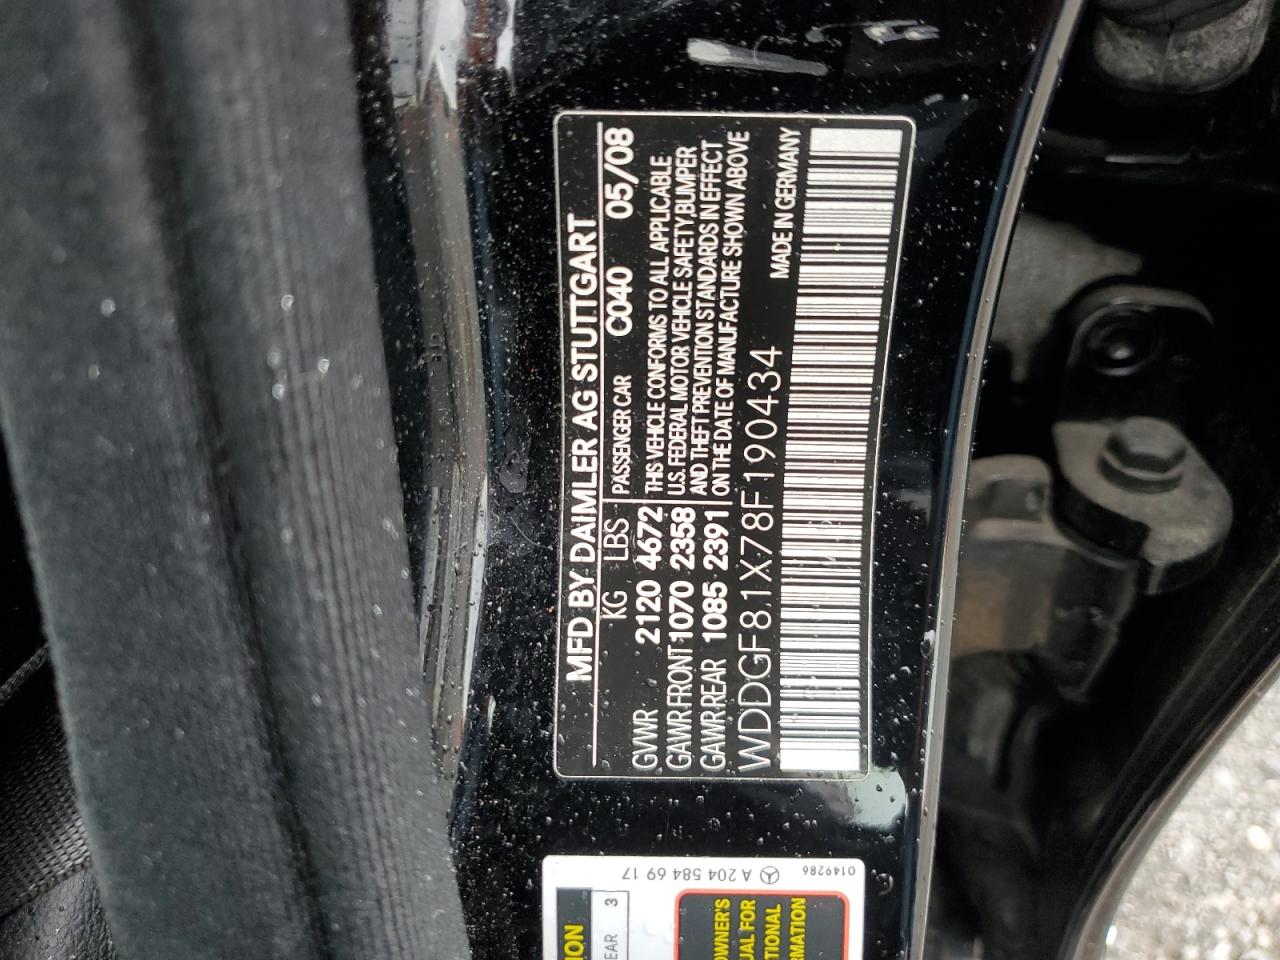 MFD BY DAIMLER AG STUTTGART
KG LBS PASSENGER CAR C040 05/08
GVWR 2120 4672 THIS VEHICLE CONFORMS TO ALL APPLICABLE
GAWR FRONT 1070 2358 U.S. FEDERAL MOTOR VEHICLE SAFETY,BUMPER
GAWR REAR 1085 2391 AND THEFT PREVENTION STANDARDS IN EFFECT
ON THE DATE OF MANUFACTURE SHOWN ABOVE
WDDGF81X78F190434 MADE IN GERMANY
0149286
A 204 584 69 17
ION
EAR 3
OWNER'S
UAL FOR
TIONAL
RMATION